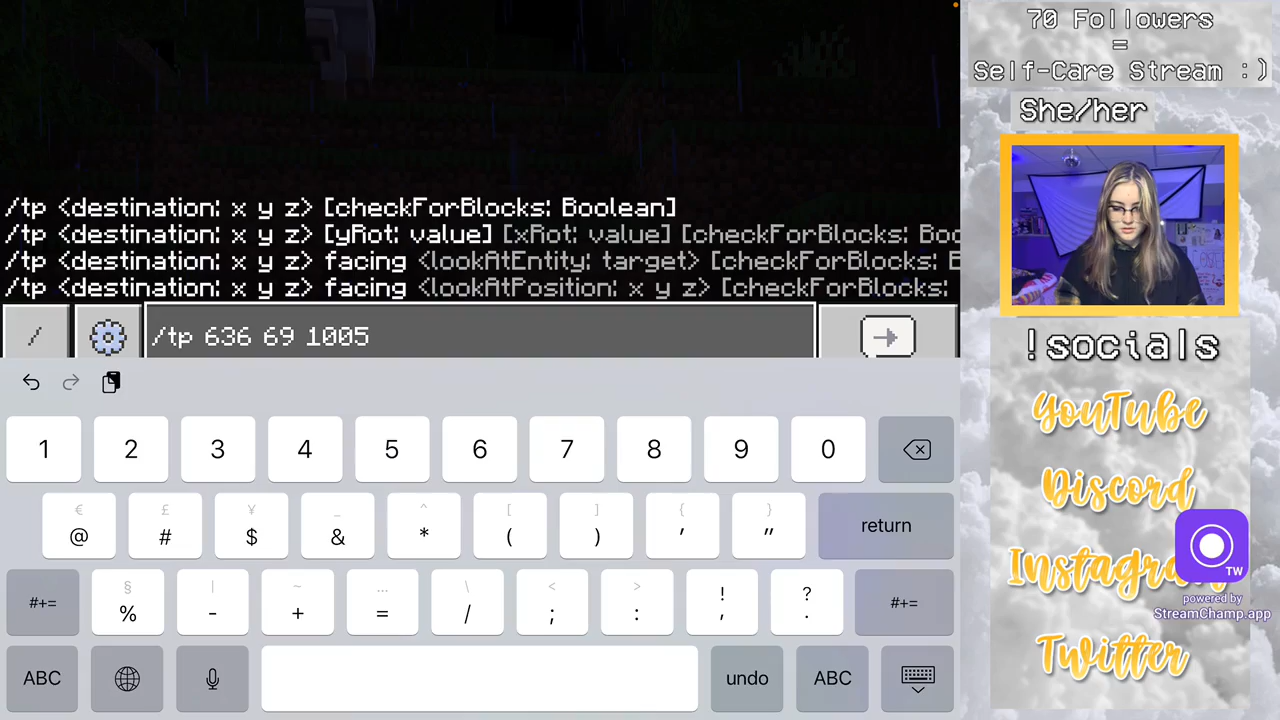 70 Followers
=
Self-Care Stream :)
She/her
/tp <destination: x y z> [checkForBlocks: Boolean]
/tp <destination: x y z> [yRot: value] [xRot: value] [checkForBlocks: Boo
/tp <destination: x y z> facing <lookAtEntity: target> [checkForBlocks: B
/tp <destination: x y z> facing <lookAtPosition: x y z> [checkForBlocks:
/
/tp 636 69 1005
!socials
YouTube
Discord
Instagram
TW
powered by
StreamChamp.app
Twitter
1 2 3 4 5 6 7 8 9 0
€ £ ¥ _ ^ [ ] { }
@ # $ & * ( ) ' "
return
§ | ~ … \ < > ! ?
#+= % - + = / ; : , . #+=
ABC undo ABC